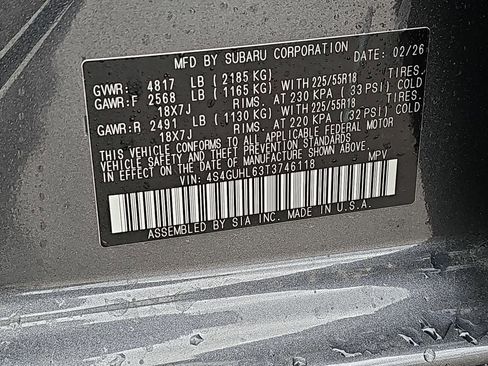 MFD BY SUBARU CORPORATION DATE: 02/26
GVWR: 4817 LB (2185 KG)
GAWR:F 2568 LB (1165 KG) WITH 225/55R18 TIRES.
18X7J RIMS. AT 230 KPA (33 PSI) COLD
GAWR:R 2491 LB (1130 KG) WITH 225/55R18 TIRES.
18X7J RIMS. AT 220 KPA (32 PSI) COLD
THIS VEHICLE CONFORMS TO ALL APPLICABLE FEDERAL MOTOR
VEHICLE SAFETY STANDARDS IN
EFFECT ON THE DATE OF MANUFACTURE SHOWN ABOVE.
VIN: 4S4GUHL63T3746118 MPV
ASSEMBLED BY SIA INC. MADE IN U.S.A.